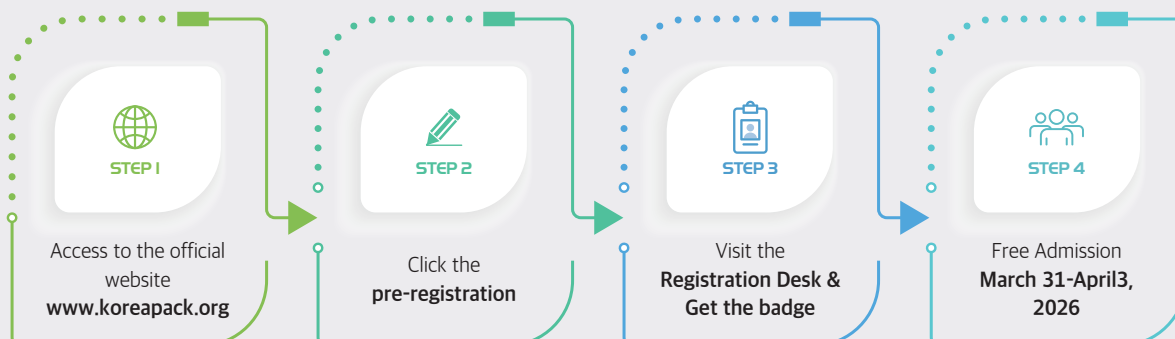 STEP 1
Access to the official
website
www.koreapack.org
STEP 2
Click the
pre-registration
STEP 3
Visit the
Registration Desk &
Get the badge
STEP 4
Free Admission
March 31-April3,
2026